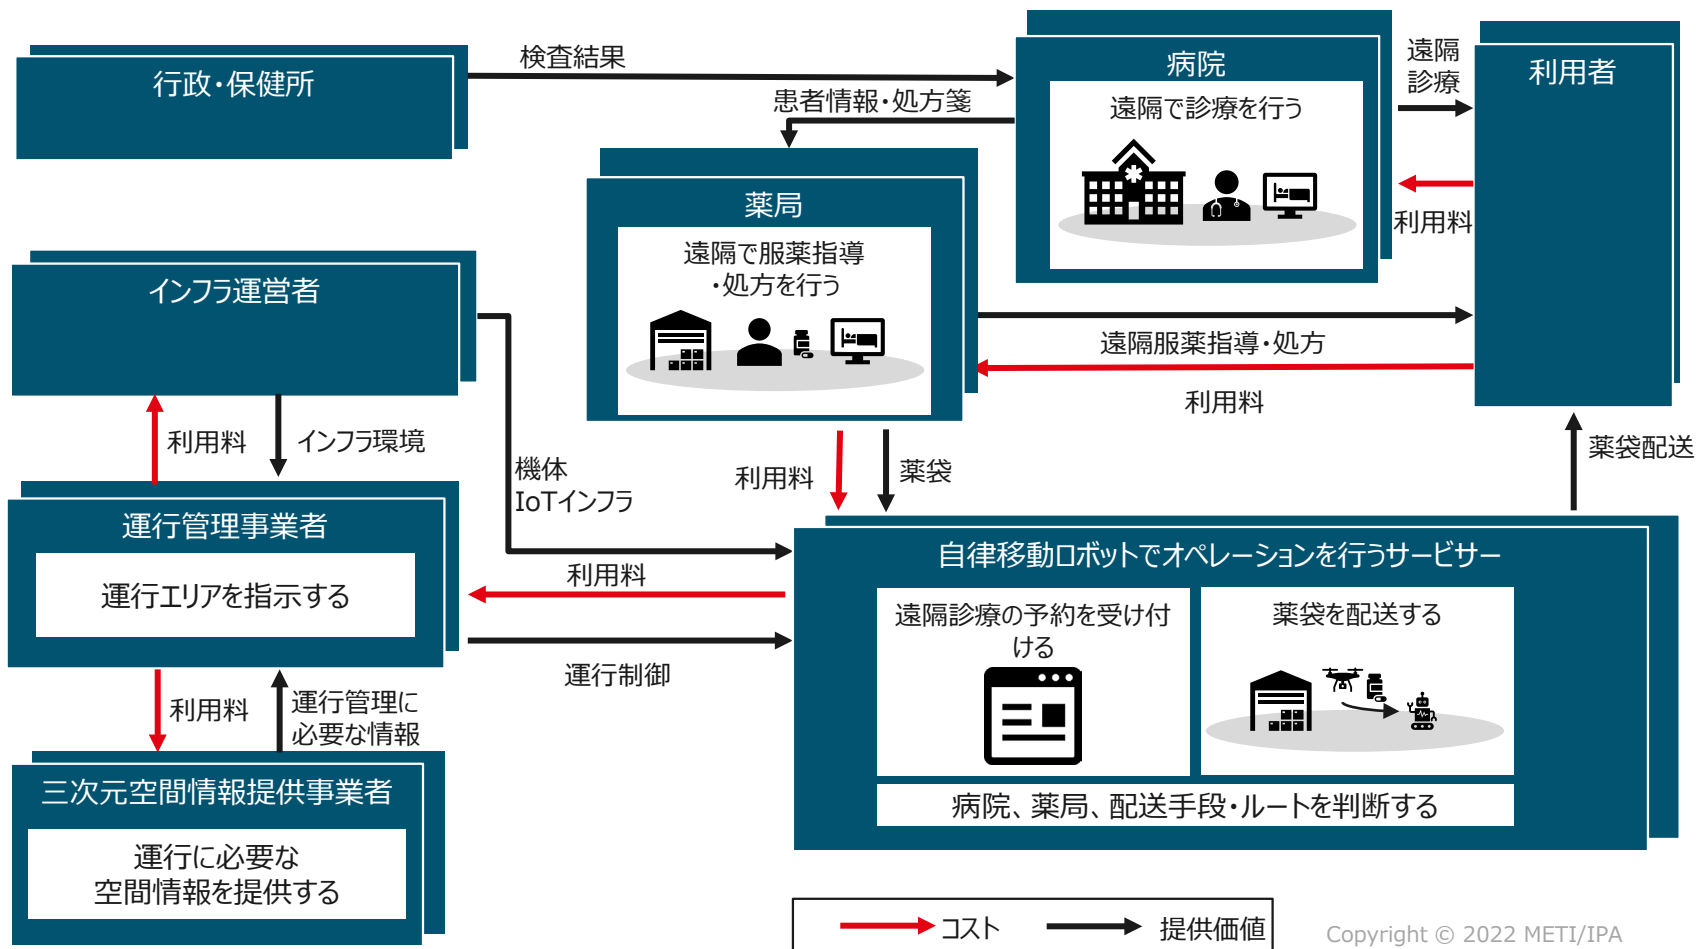 行政・保健所
検査結果
患者情報・処方箋
病院
遠隔で診療を行う
遠隔
診療
利用者
利用料
薬局
遠隔で服薬指導
・処方を行う
遠隔服薬指導・処方
利用料
インフラ運営者
利用料
インフラ環境
機体
IoTインフラ
利用料
薬袋
薬袋配送
運行管理事業者
運行エリアを指示する
利用料
運行制御
自律移動ロボットでオペレーションを行うサービサー
遠隔診療の予約を受け付
ける
薬袋を配送する
病院、薬局、配送手段・ルートを判断する
利用料
運行管理に
必要な情報
三次元空間情報提供事業者
運行に必要な
空間情報を提供する
コスト
提供価値
Copyright © 2022 METI/IPA